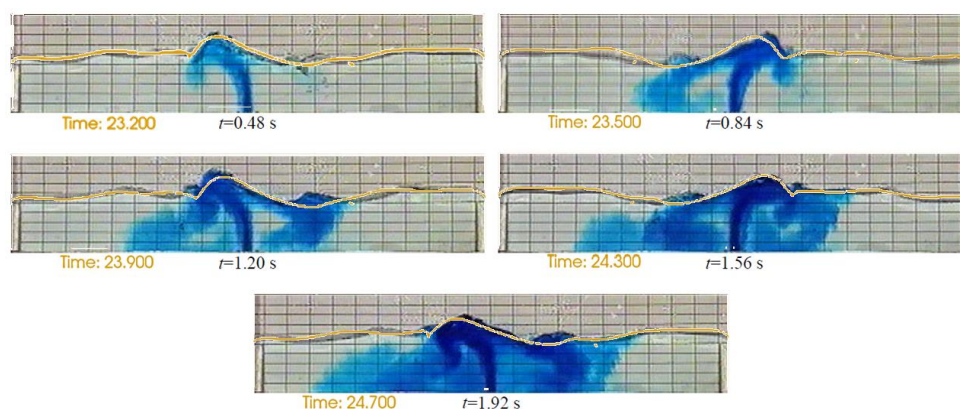 Time: 23.200 t=0.48 s
Time: 23.500 t=0.84 s
Time: 23.900 t=1.20 s
Time: 24.300 t=1.56 s
Time: 24.700 t=1.92 s